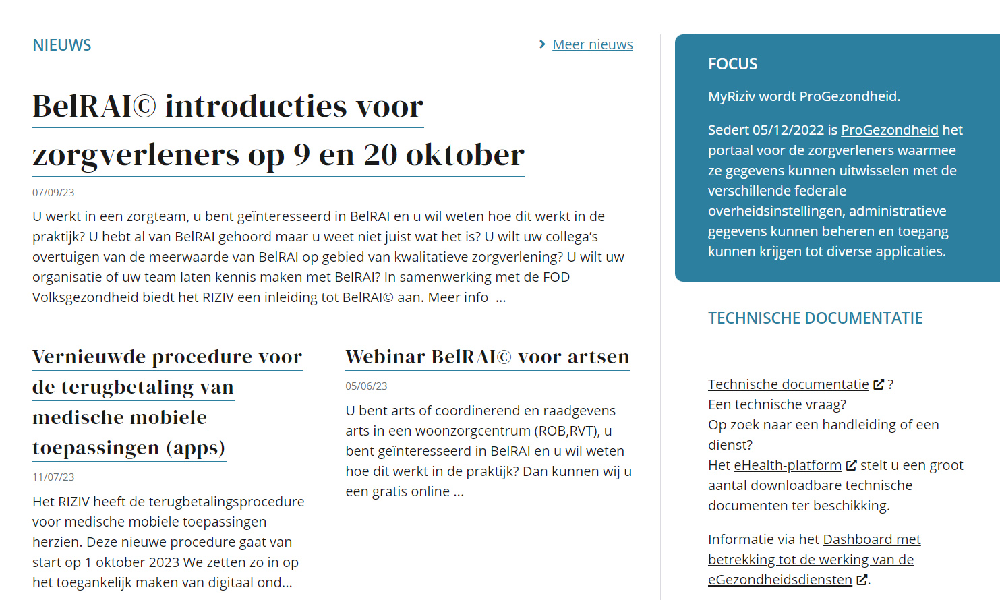 NIEUWS
Meer nieuws
BelRAI© introducties voor
zorgverleners op 9 en 20 oktober
07/09/23
U werkt in een zorgteam, u bent geïnteresseerd in BelRAI en u wil weten hoe dit werkt in de
praktijk? U hebt al van BelRAI gehoord maar u weet niet juist wat het is? U wilt uw collega’s
overtuigen van de meerwaarde van BelRAI op gebied van kwalitatieve zorgverlening? U wilt uw
organisatie of uw team laten kennis maken met BelRAI? In samenwerking met de FOD
Volksgezondheid biedt het RIZIV een inleiding tot BelRAI© aan. Meer info ...
Vernieuwde procedure voor
de terugbetaling van
medische mobiele
toepassingen (apps)
11/07/23
Het RIZIV heeft de terugbetalingsprocedure
voor medische mobiele toepassingen
herzien. Deze nieuwe procedure gaat van
start op 1 oktober 2023 We zetten zo in op
het toegankelijk maken van digitaal ond...
Webinar BelRAI© voor artsen
05/06/23
U bent arts of coordinerend en raadgevens
arts in een woonzorgcentrum (ROB,RVT), u
bent geïnteresseerd in BelRAI en u wil weten
hoe dit werkt in de praktijk? Dan kunnen wij u
een gratis online ...
FOCUS
MyRiziv wordt ProGezondheid.
Sedert 05/12/2022 is ProGezondheid het
portaal voor de zorgverleners waarmee
ze gegevens kunnen uitwisselen met de
verschillende federale
overheidsinstellingen, administratieve
gegevens kunnen beheren en toegang
kunnen krijgen tot diverse applicaties.
TECHNISCHE DOCUMENTATIE
Technische documentatie ?
Een technische vraag?
Op zoek naar een handleiding of een
dienst?
Het eHealth-platform stelt u een groot
aantal downloadbare technische
documenten ter beschikking.
Informatie via het Dashboard met
betrekking tot de werking van de
eGezondheidsdiensten .